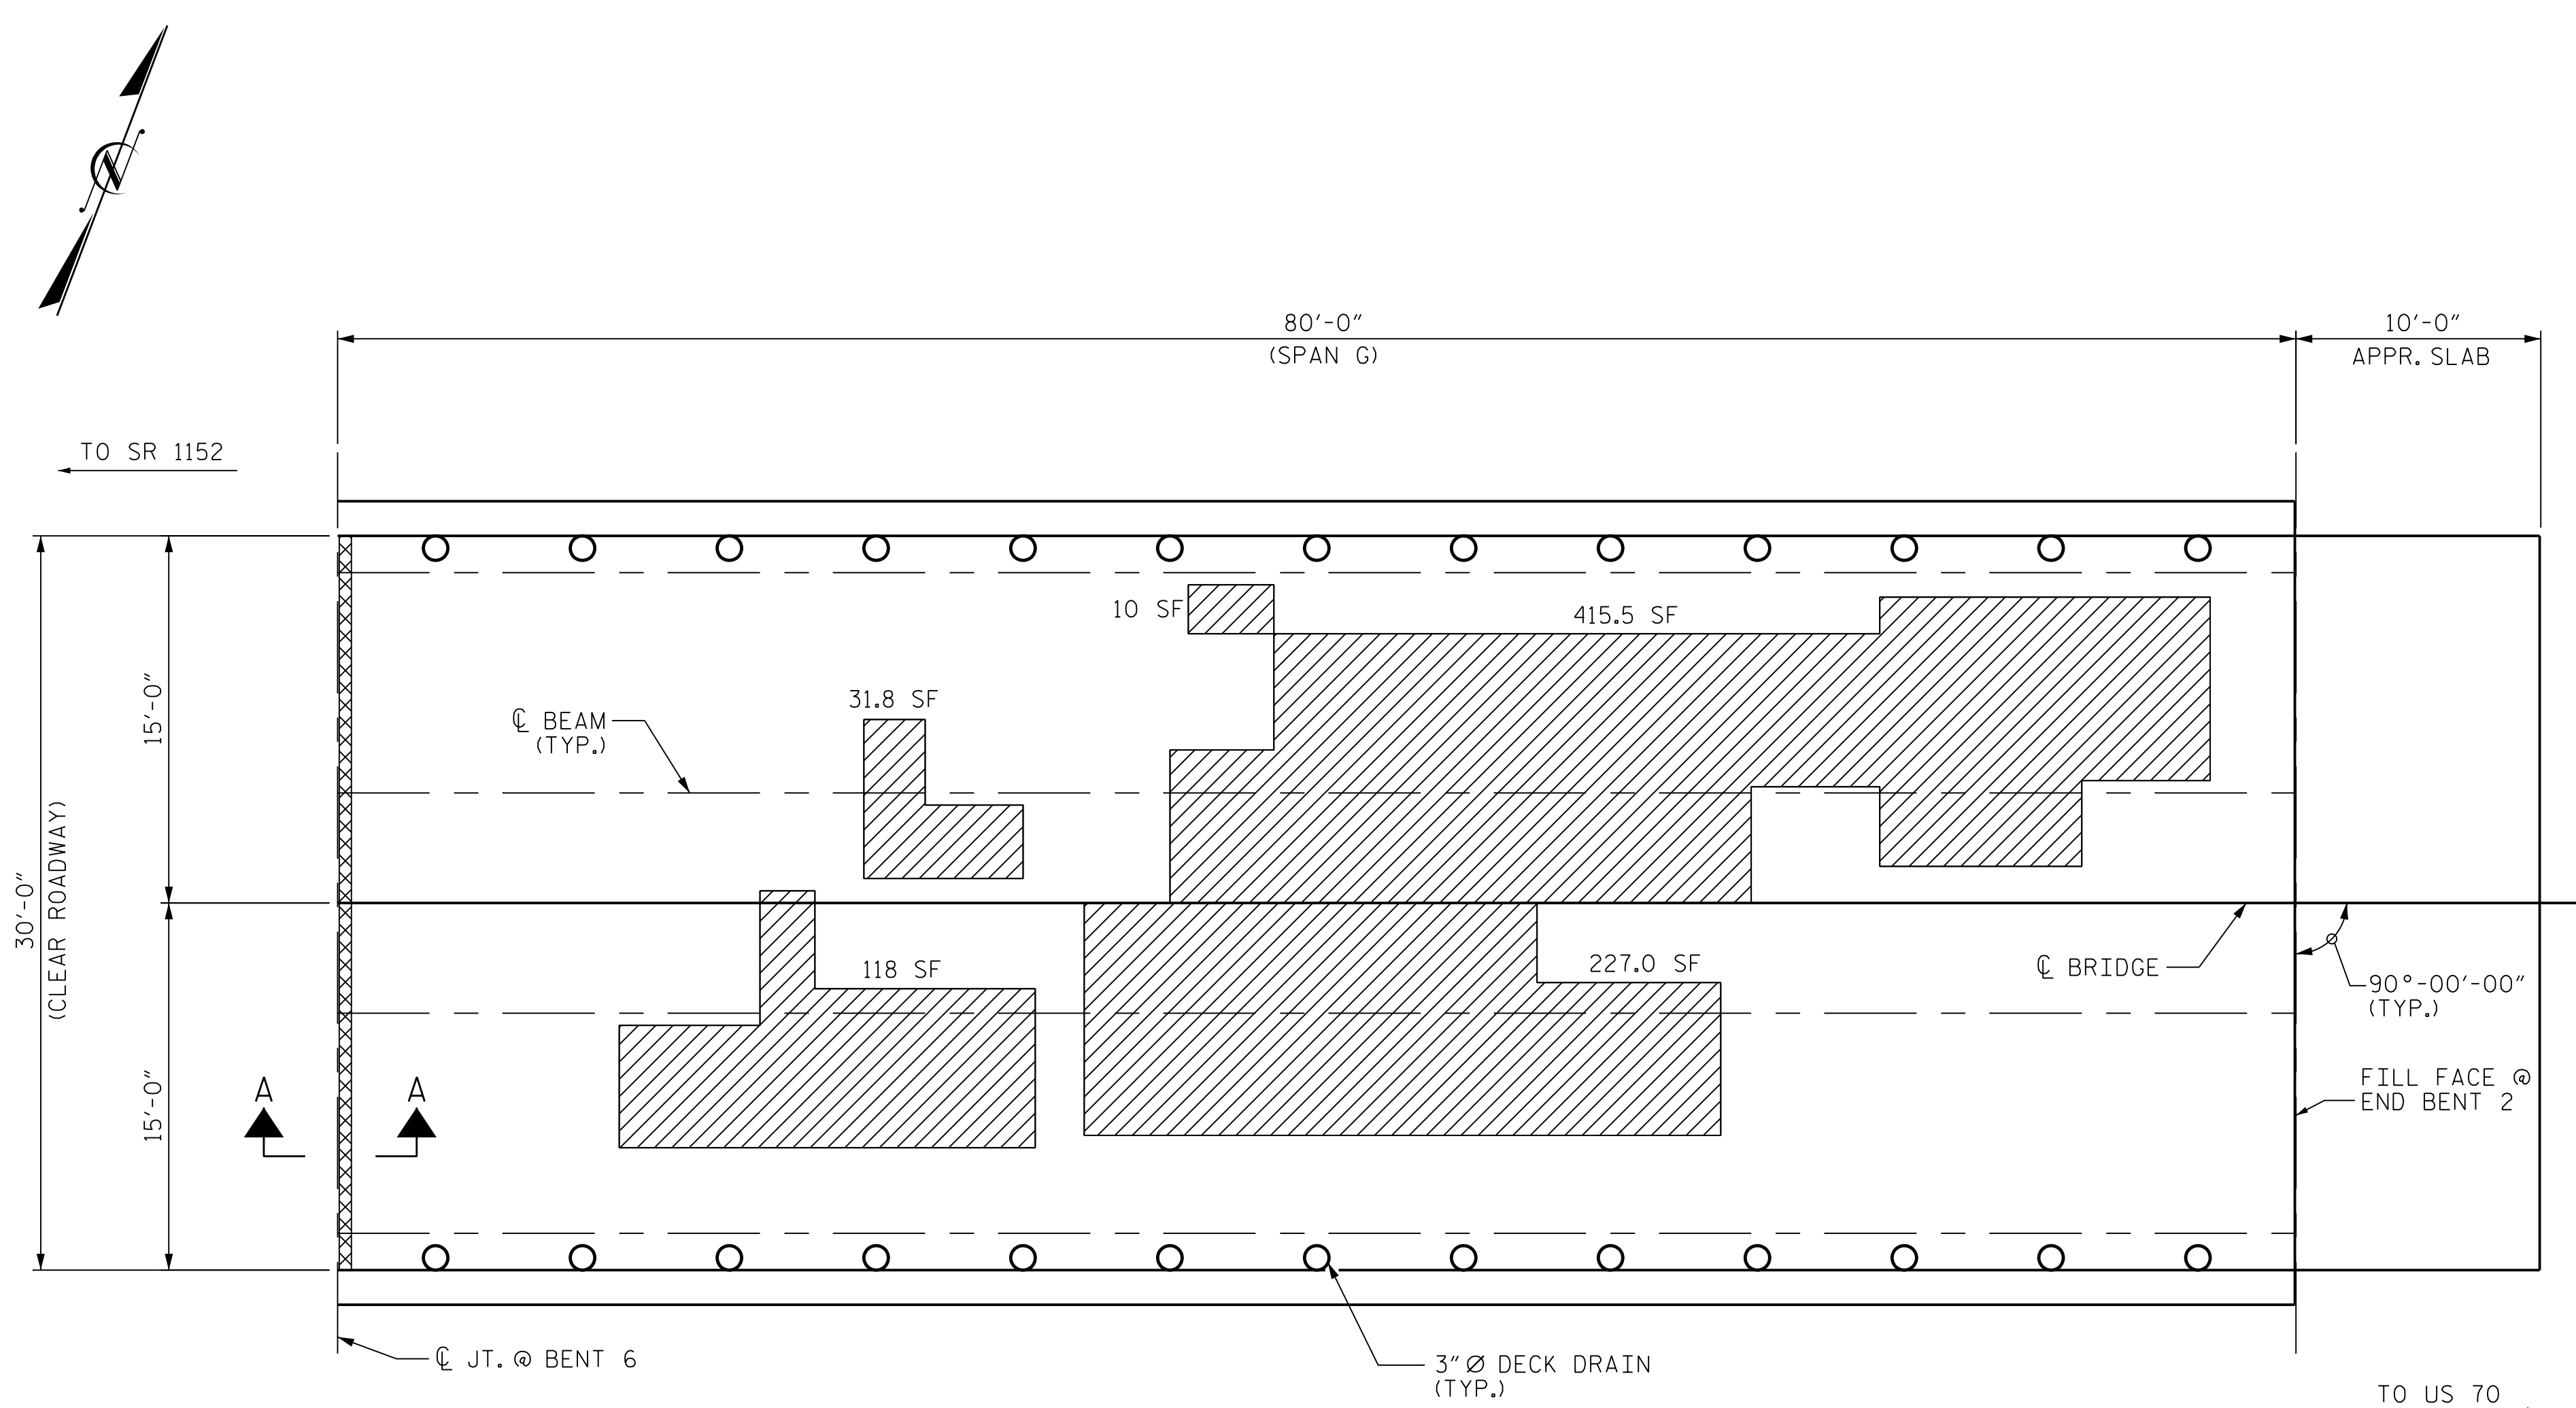 N
80'-0"
(SPAN G)
10'-0"
APPR. SLAB
TO SR 1152
10 SF
415.5 SF
31.8 SF
℄ BEAM
(TYP.)
15'-0"
30'-0"
(CLEAR ROADWAY)
118 SF
227.0 SF
℄ BRIDGE
90°-00'-00"
(TYP.)
A A
15'-0"
FILL FACE @
END BENT 2
℄ JT. @ BENT 6
3"Ø DECK DRAIN
(TYP.)
TO US 70